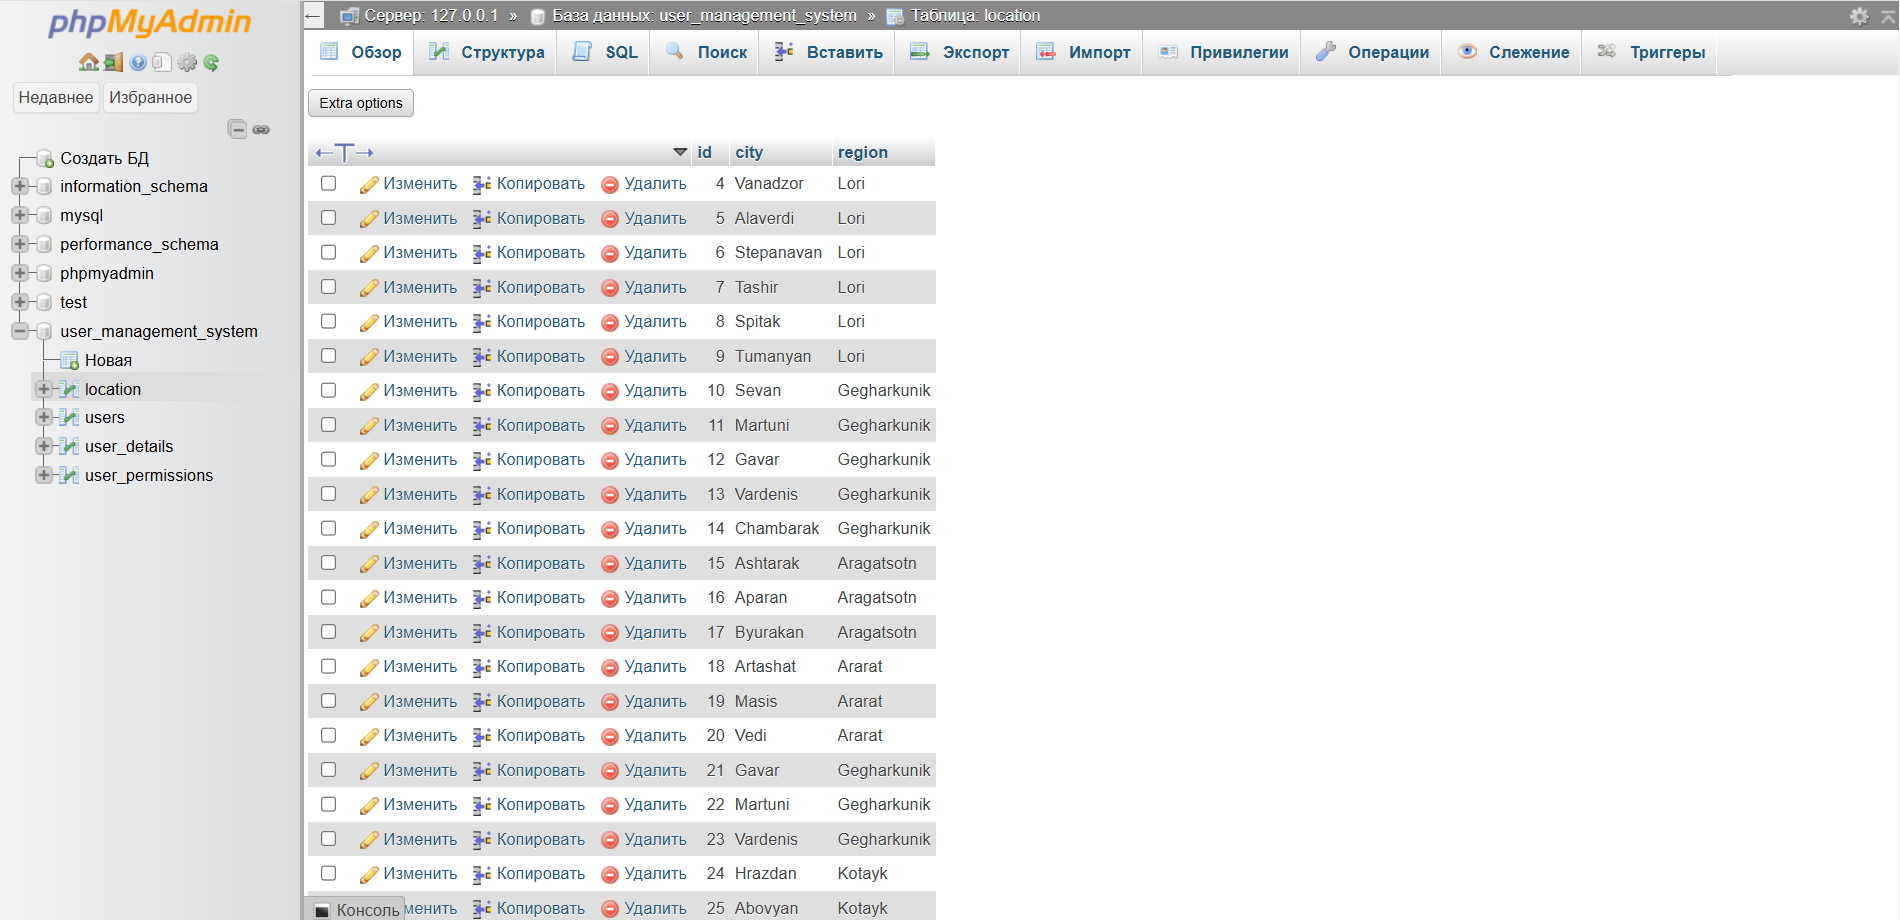 phpMyAdmin
Недавнее Избранное
Создать БД
information_schema
mysql
performance_schema
phpmyadmin
test
user_management_system
Новая
location
users
user_details
user_permissions
Сервер: 127.0.0.1 » База данных: user_management_system » Таблица: location
Обзор Структура SQL Поиск Вставить Экспорт Импорт Привилегии Операции Слежение Триггеры
Extra options
←T→ id city region
Изменить Копировать Удалить 4 Vanadzor Lori
Изменить Копировать Удалить 5 Alaverdi Lori
Изменить Копировать Удалить 6 Stepanavan Lori
Изменить Копировать Удалить 7 Tashir Lori
Изменить Копировать Удалить 8 Spitak Lori
Изменить Копировать Удалить 9 Tumanyan Lori
Изменить Копировать Удалить 10 Sevan Gegharkunik
Изменить Копировать Удалить 11 Martuni Gegharkunik
Изменить Копировать Удалить 12 Gavar Gegharkunik
Изменить Копировать Удалить 13 Vardenis Gegharkunik
Изменить Копировать Удалить 14 Chambarak Gegharkunik
Изменить Копировать Удалить 15 Ashtarak Aragatsotn
Изменить Копировать Удалить 16 Aparan Aragatsotn
Изменить Копировать Удалить 17 Byurakan Aragatsotn
Изменить Копировать Удалить 18 Artashat Ararat
Изменить Копировать Удалить 19 Masis Ararat
Изменить Копировать Удалить 20 Vedi Ararat
Изменить Копировать Удалить 21 Gavar Gegharkunik
Изменить Копировать Удалить 22 Martuni Gegharkunik
Изменить Копировать Удалить 23 Vardenis Gegharkunik
Изменить Копировать Удалить 24 Hrazdan Kotayk
Консоль менить Копировать Удалить 25 Abovyan Kotayk